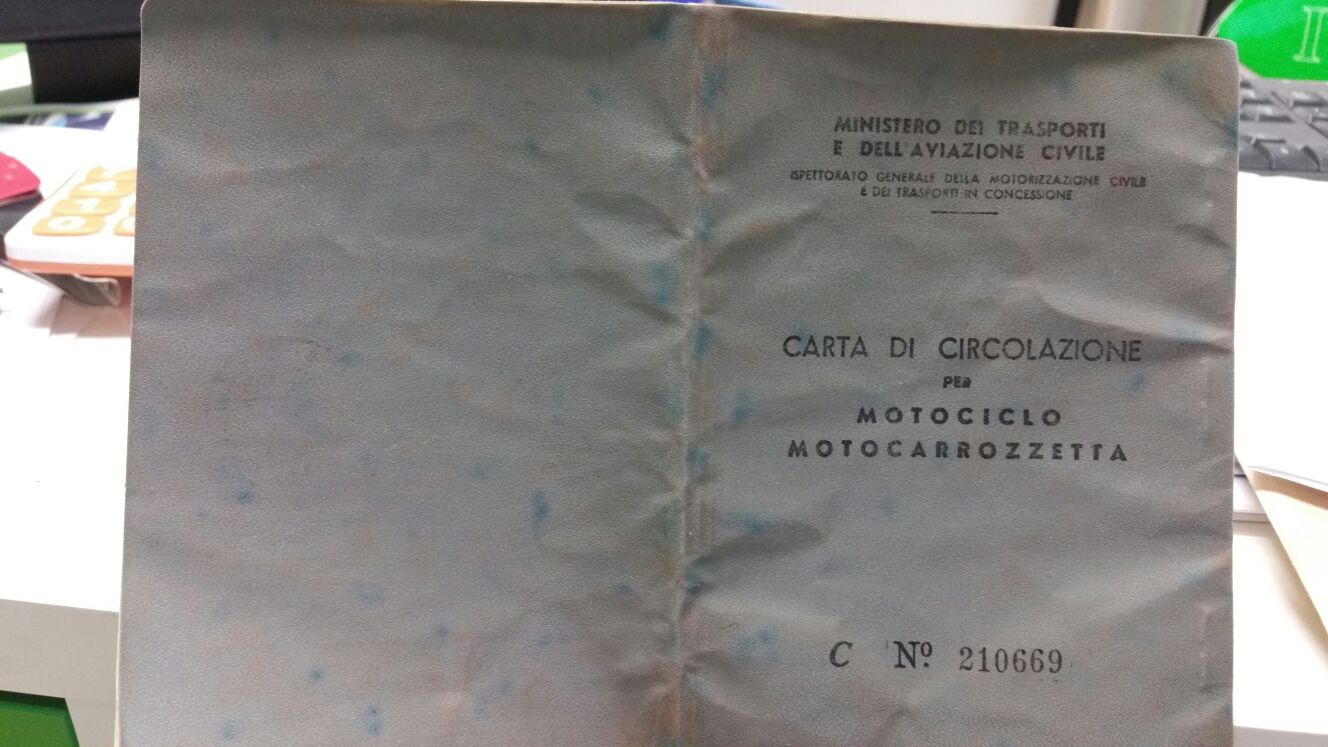 MINISTERO DEI TRASPORTI
E DELL'AVIAZIONE CIVILE
ISPETTORATO GENERALE DELLA MOTORIZZAZIONE CIVILE
E DEI TRASPORTI IN CONCESSIONE
CARTA DI CIRCOLAZIONE
PER
MOTOCICLO
MOTOCARROZZETTA
C Nº 210669